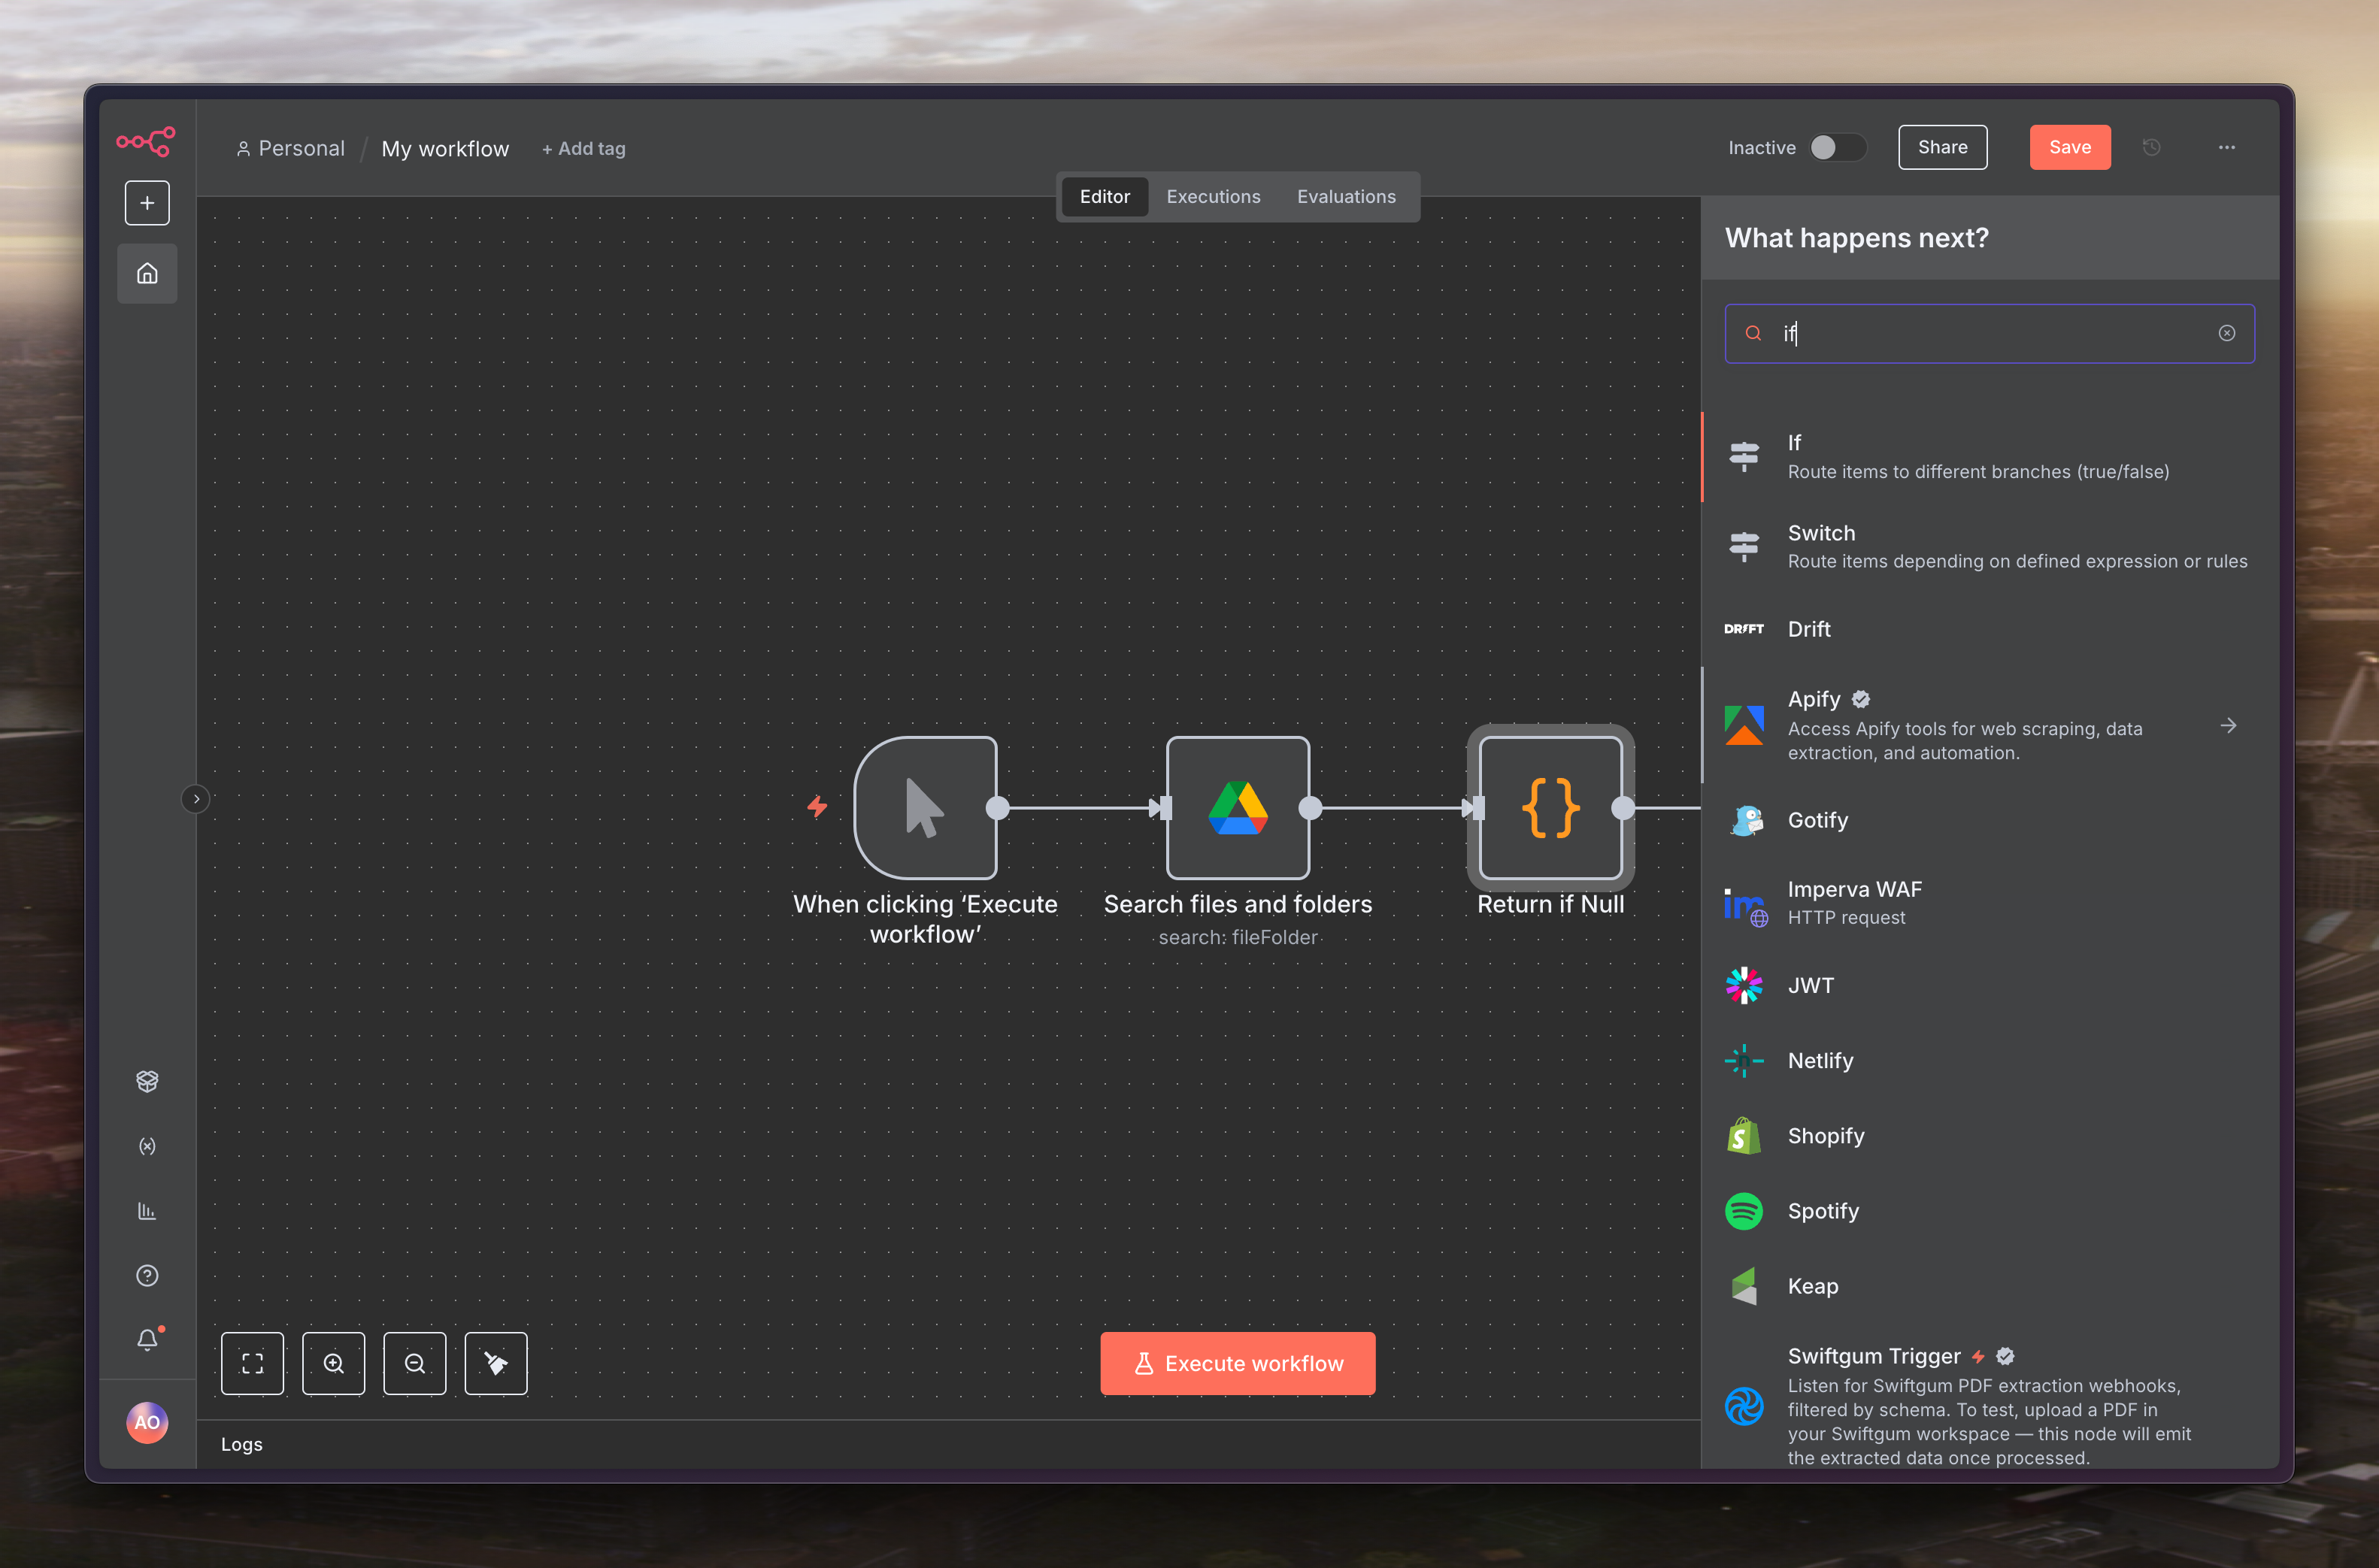 Personal / My workflow + Add tag
Inactive Share Save
Editor Executions Evaluations
What happens next?
if
If
Route items to different branches (true/false)
Switch
Route items depending on defined expression or rules
DRIFT
Drift
Apify
Access Apify tools for web scraping, data
extraction, and automation.
Gotify
im
Imperva WAF
HTTP request
JWT
n
Netlify
S
Shopify
Spotify
Keap
Swiftgum Trigger
Listen for Swiftgum PDF extraction webhooks,
filtered by schema. To test, upload a PDF in
your Swiftgum workspace — this node will emit
the extracted data once processed.
{}
When clicking ‘Execute
workflow’
Search files and folders
search: fileFolder
Return if Null
Execute workflow
AO
Logs